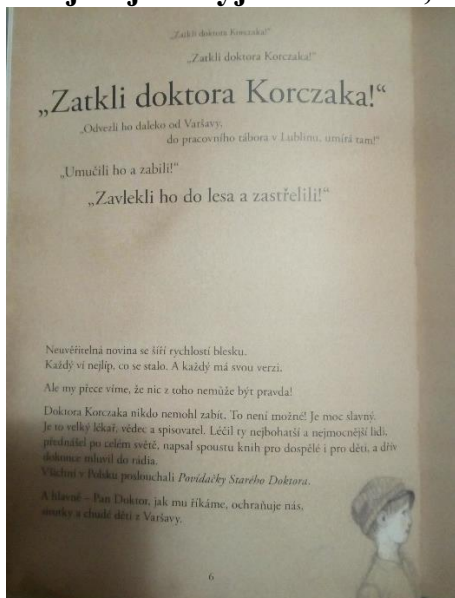 „Zatkli doktora Korczaka!“
„Zatkli doktora Korczaka!“
„Zatkli doktora Korczaka!“
„Odvezli ho daleko od Varšavy,
do pracovního tábora v Lublinu, umírá tam!“
„Umučili ho a zabili!“
„Zavlekli ho do lesa a zastřelili!“
Neuvěřitelná novina se šíří rychlostí blesku.
Každý ví nejlíp, co se stalo. A každý má svou verzi.
Ale my přece víme, že nic z toho nemůže být pravda!
Doktora Korczaka nikdo nemohl zabít. To není možné! Je moc slavný.
Je to velký lékař, vědec a spisovatel. Léčil ty nejbohatší a nejmocnější lidi,
přednášel po celém světě, napsal spoustu knih pro dospělé i pro děti, a dřív
dokonce mluvil do rádia.
Všichni v Polsku poslouchali Povídačky Starého Doktora.
A hlavně – Pan Doktor, jak mu říkáme, ochraňuje nás,
sirotky a chudé děti z Varšavy.
6